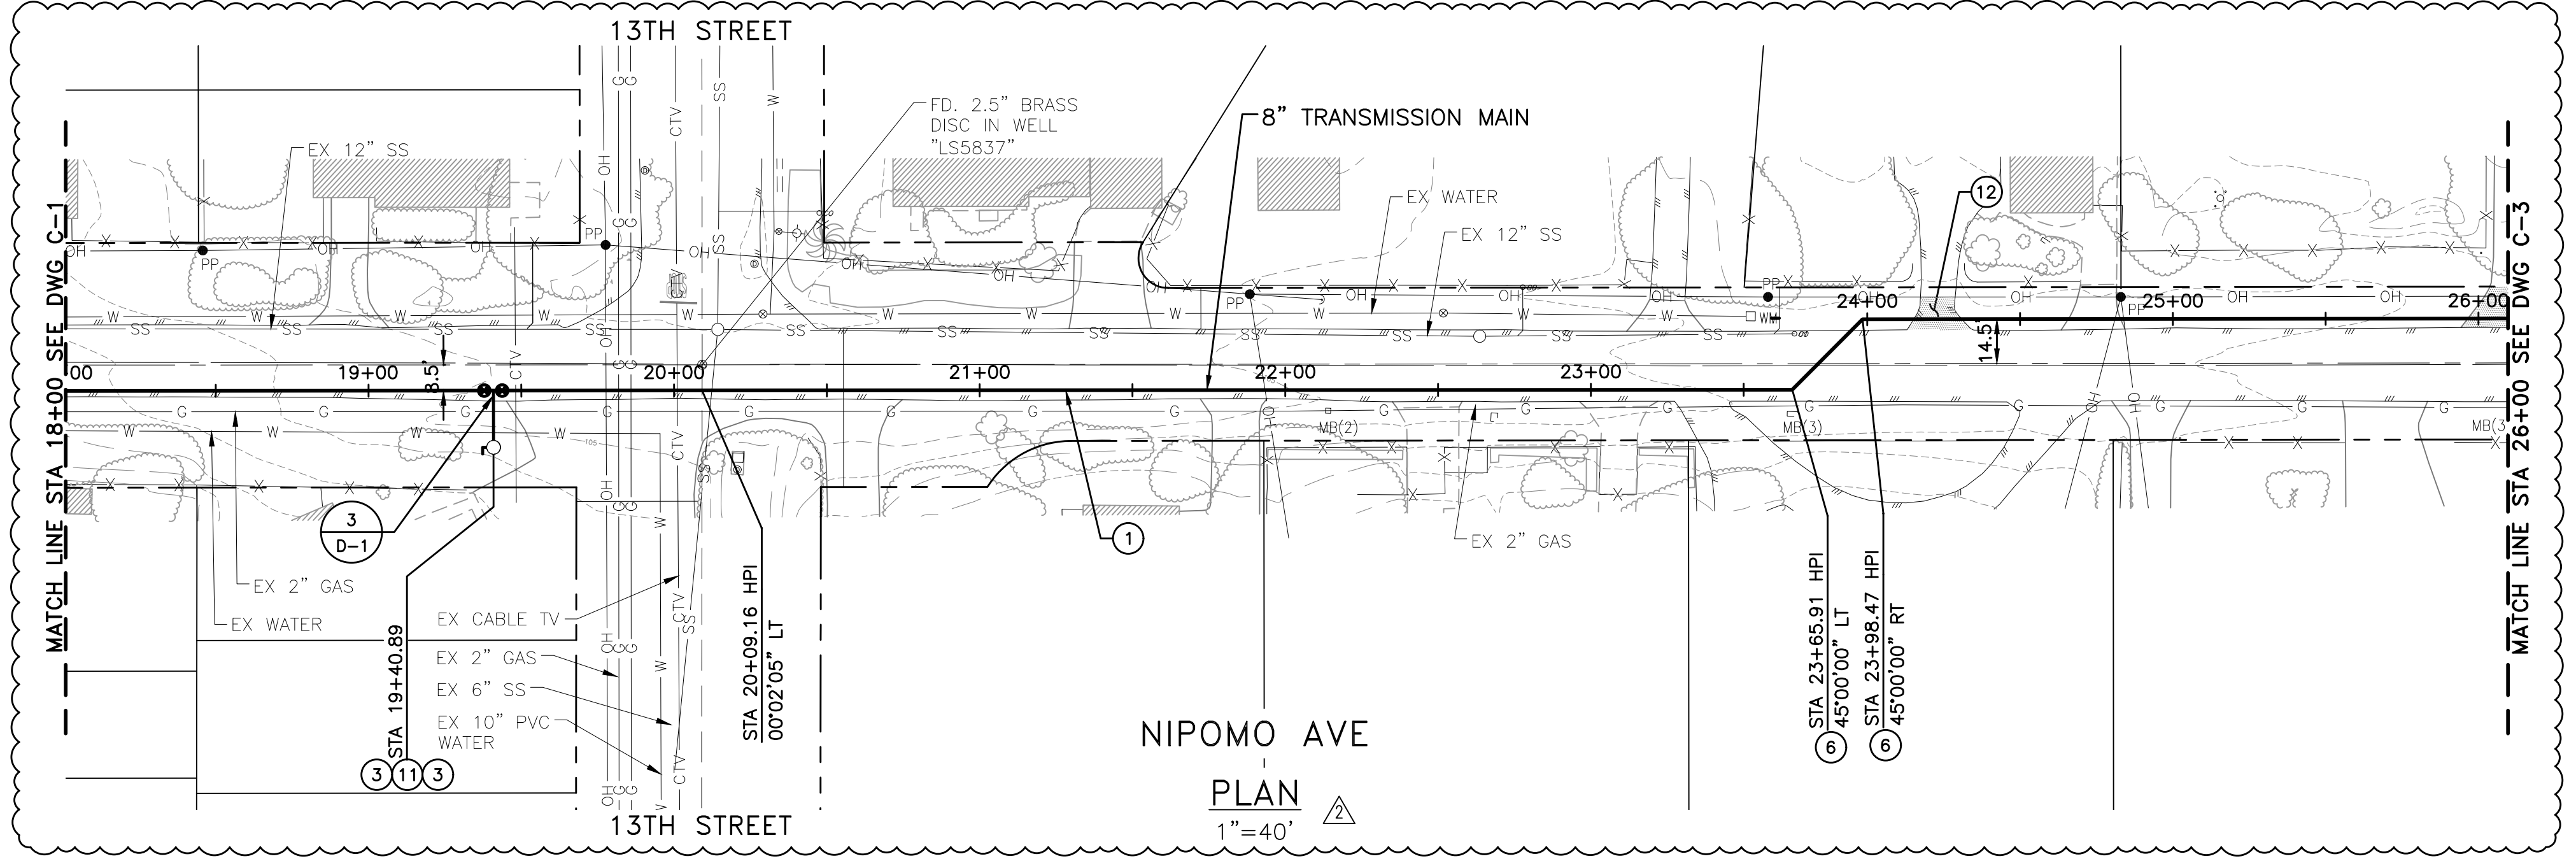 13TH STREET
FD. 2.5" BRASS
DISC IN WELL
"LS5837"
8" TRANSMISSION MAIN
EX 12" SS
EX WATER
EX 12" SS
12
MATCH LINE STA 18+00 SEE DWG C-1
MATCH LINE STA 26+00 SEE DWG C-3
OH
G
CTV
SS
W
X
PP
PP
PP
PP
PP
WM
00
19+00
20+00
21+00
22+00
23+00
24+00
25+00
26+00
8.5'
14.5'
105
MB(2)
MB(3)
MB(3
3
D-1
1
EX 2" GAS
EX 2" GAS
EX WATER
EX CABLE TV
EX 2" GAS
EX 6" SS
EX 10" PVC
WATER
STA 19+40.89
3 11 3
STA 20+09.16 HPI
00°02'05" LT
STA 23+65.91 HPI
45°00'00" LT
6
STA 23+98.47 HPI
45°00'00" RT
6
NIPOMO AVE
PLAN
2
1"=40'
13TH STREET